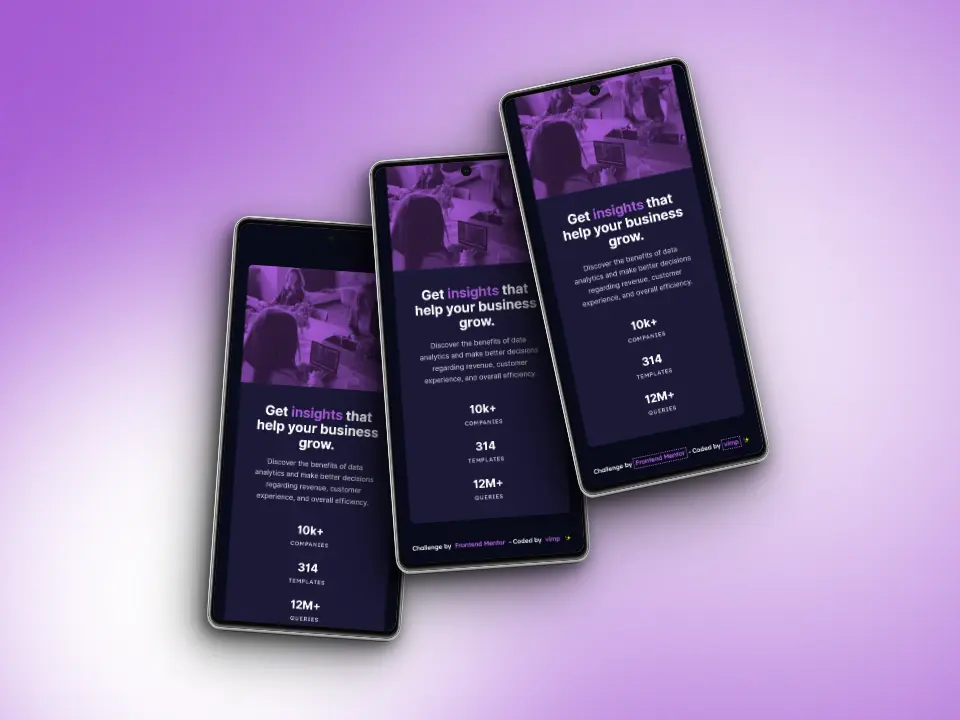 Get insights that
help your business
grow.
Discover the benefits of data
analytics and make better decisions
regarding revenue, customer
experience, and overall efficiency.
10k+
COMPANIES
314
TEMPLATES
12M+
QUERIES
Get insights that
help your business
grow.
Discover the benefits of data
analytics and make better decisions
regarding revenue, customer
experience, and overall efficiency.
10k+
COMPANIES
314
TEMPLATES
12M+
QUERIES
Challenge by Frontend Mentor - Coded by vimp ✨
Get insights that
help your business
grow.
Discover the benefits of data
analytics and make better decisions
regarding revenue, customer
experience, and overall efficiency.
10k+
COMPANIES
314
TEMPLATES
12M+
QUERIES
Challenge by Frontend Mentor - Coded by vimp ✨